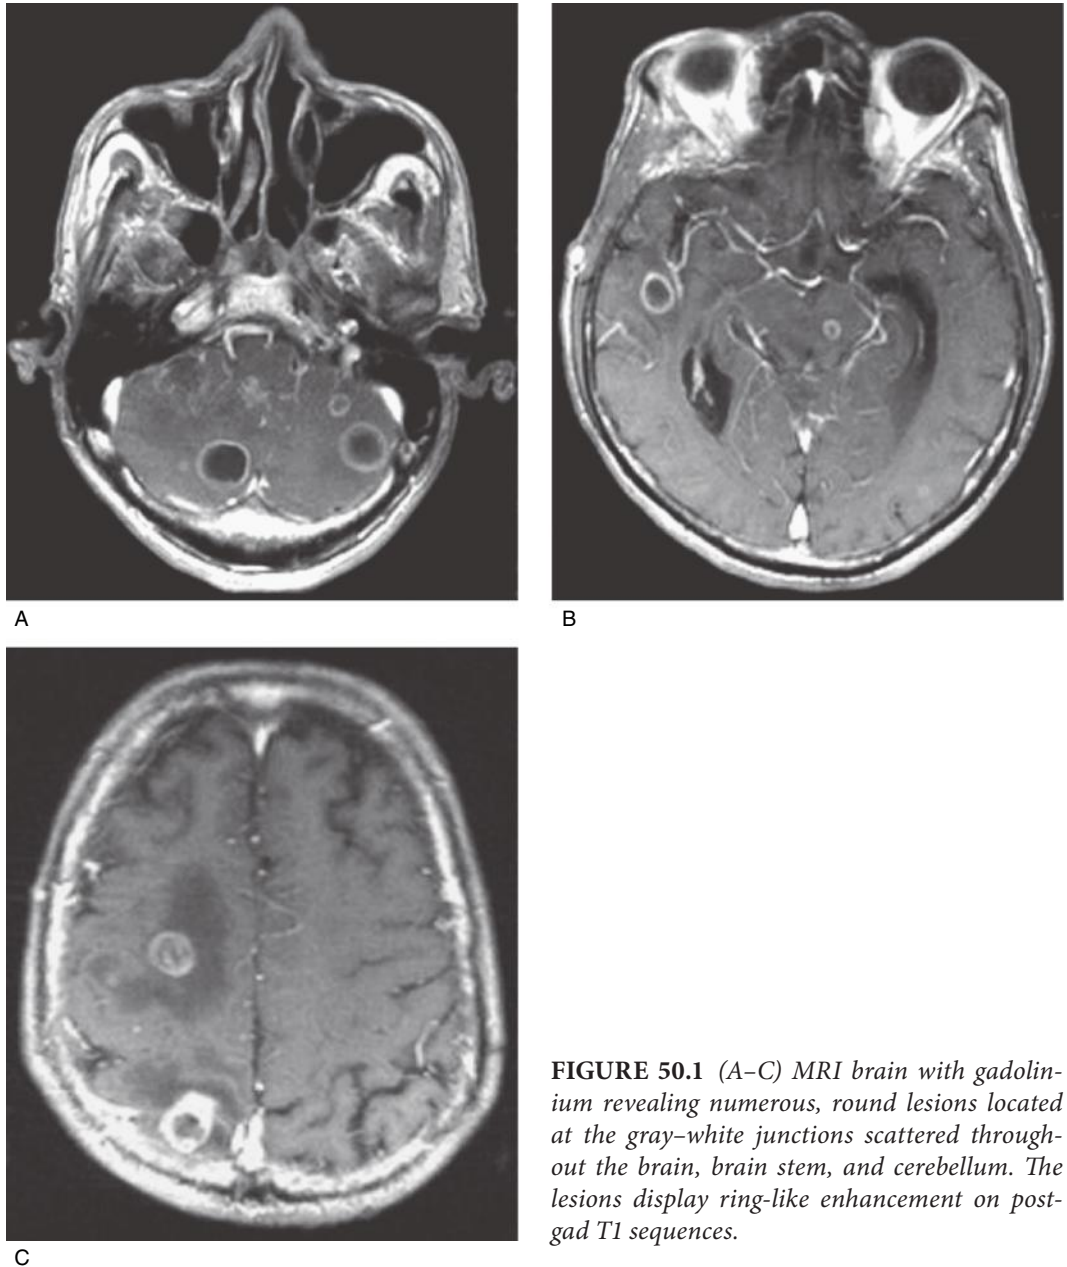 A
B
C
FIGURE 50.1 (A–C) MRI brain with gadolin-
ium revealing numerous, round lesions located
at the gray–white junctions scattered through-
out the brain, brain stem, and cerebellum. The
lesions display ring-like enhancement on post-
gad T1 sequences.